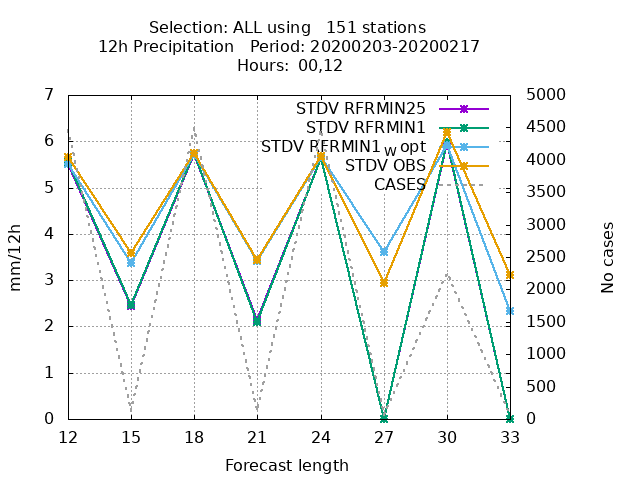 Selection: ALL using   151 stations
12h Precipitation   Period: 20200203-20200217
Hours: 00,12
STDV RFRMIN25
STDV RFRMIN1
STDV RFRMIN1w opt
STDV OBS
CASES
7
6
5
4
3
2
1
0
5000
4500
4000
3500
3000
2500
2000
1500
1000
500
0
mm/12h
No cases
12 15 18 21 24 27 30 33
Forecast length